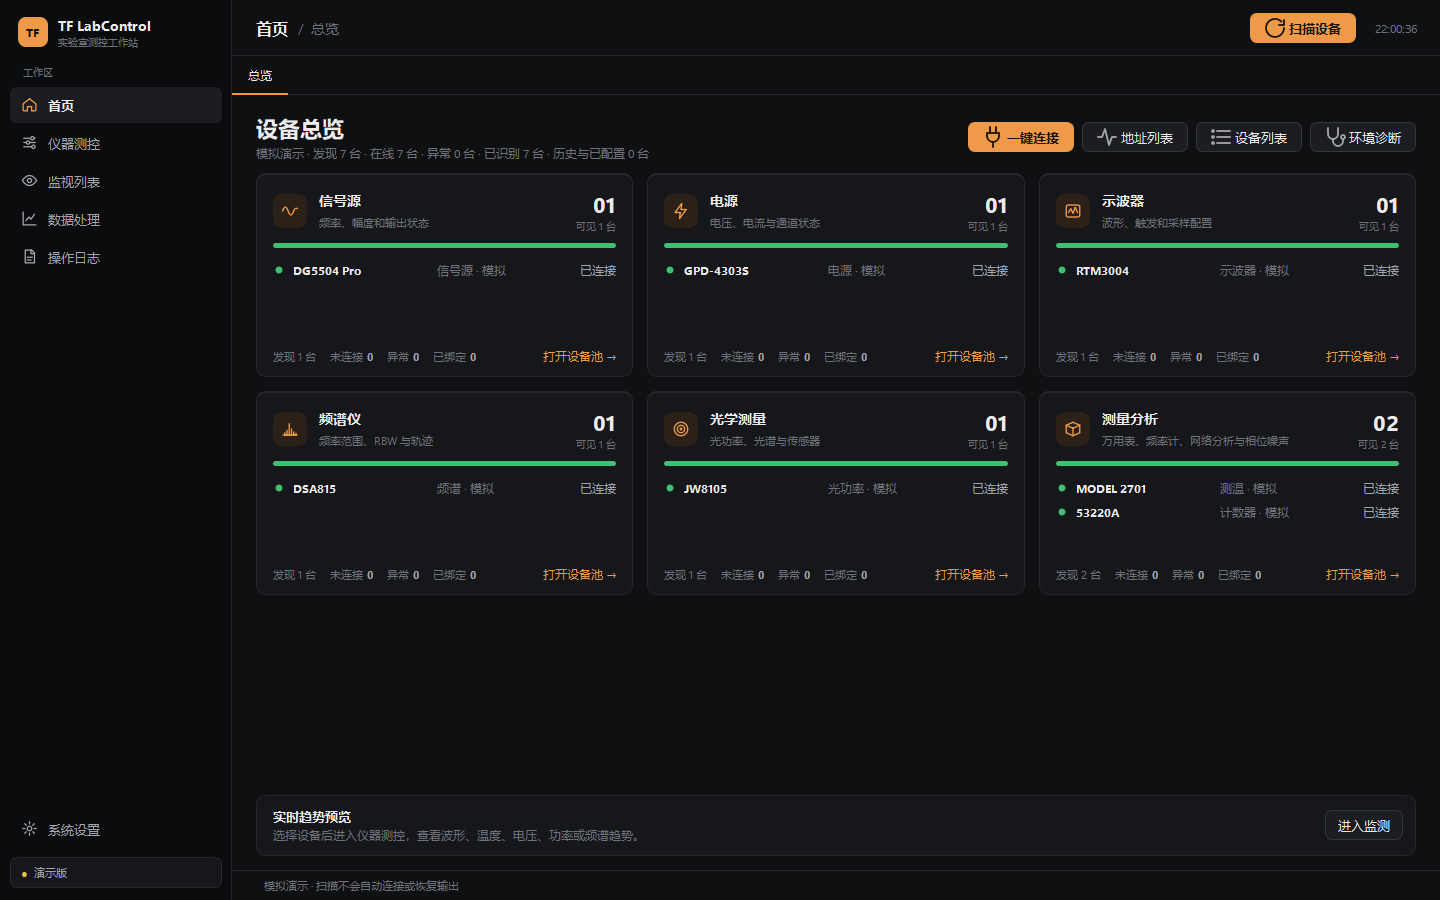 TF
TF LabControl
实验室测控工作站
工作区
首页
仪器测控
监视列表
数据处理
操作日志
系统设置
演示版
首页 / 总览
扫描设备
22:00:36
总览
设备总览
模拟演示 · 发现 7 台 · 在线 7 台 · 异常 0 台 · 已识别 7 台 · 历史与已配置 0 台
一键连接
地址列表
设备列表
环境诊断
信号源
01
频率、幅度和输出状态
可见 1 台
DG5504 Pro 信号源 · 模拟 已连接
发现 1 台 未连接 0 异常 0 已绑定 0 打开设备池 →
电源
01
电压、电流与通道状态
可见 1 台
GPD-4303S 电源 · 模拟 已连接
发现 1 台 未连接 0 异常 0 已绑定 0 打开设备池 →
示波器
01
波形、触发和采样配置
可见 1 台
RTM3004 示波器 · 模拟 已连接
发现 1 台 未连接 0 异常 0 已绑定 0 打开设备池 →
频谱仪
01
频率范围、RBW 与轨迹
可见 1 台
DSA815 频谱 · 模拟 已连接
发现 1 台 未连接 0 异常 0 已绑定 0 打开设备池 →
光学测量
01
光功率、光谱与传感器
可见 1 台
JW8105 光功率 · 模拟 已连接
发现 1 台 未连接 0 异常 0 已绑定 0 打开设备池 →
测量分析
02
万用表、频率计、网络分析与相位噪声
可见 2 台
MODEL 2701 测温 · 模拟 已连接
53220A 计数器 · 模拟 已连接
发现 2 台 未连接 0 异常 0 已绑定 0 打开设备池 →
实时趋势预览
选择设备后进入仪器测控，查看波形、温度、电压、功率或频谱趋势。
进入监测
模拟演示 · 扫描不会自动连接或恢复输出